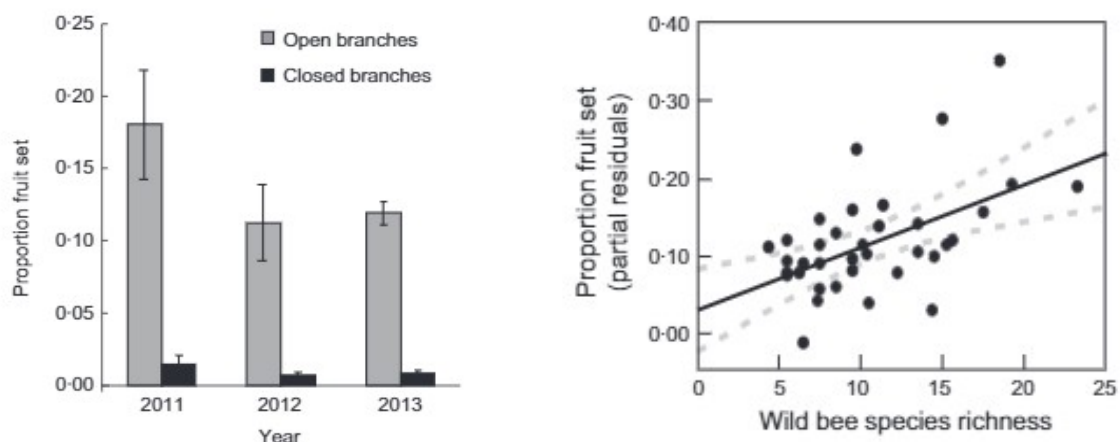 0·25
0·20
0·15
0·10
0·05
0·00
Proportion fruit set
Open branches
Closed branches
2011 2012 2013
Year
0·40
0·30
0·20
0·10
0·00
Proportion fruit set
(partial residuals)
0 5 10 15 20 25
Wild bee species richness